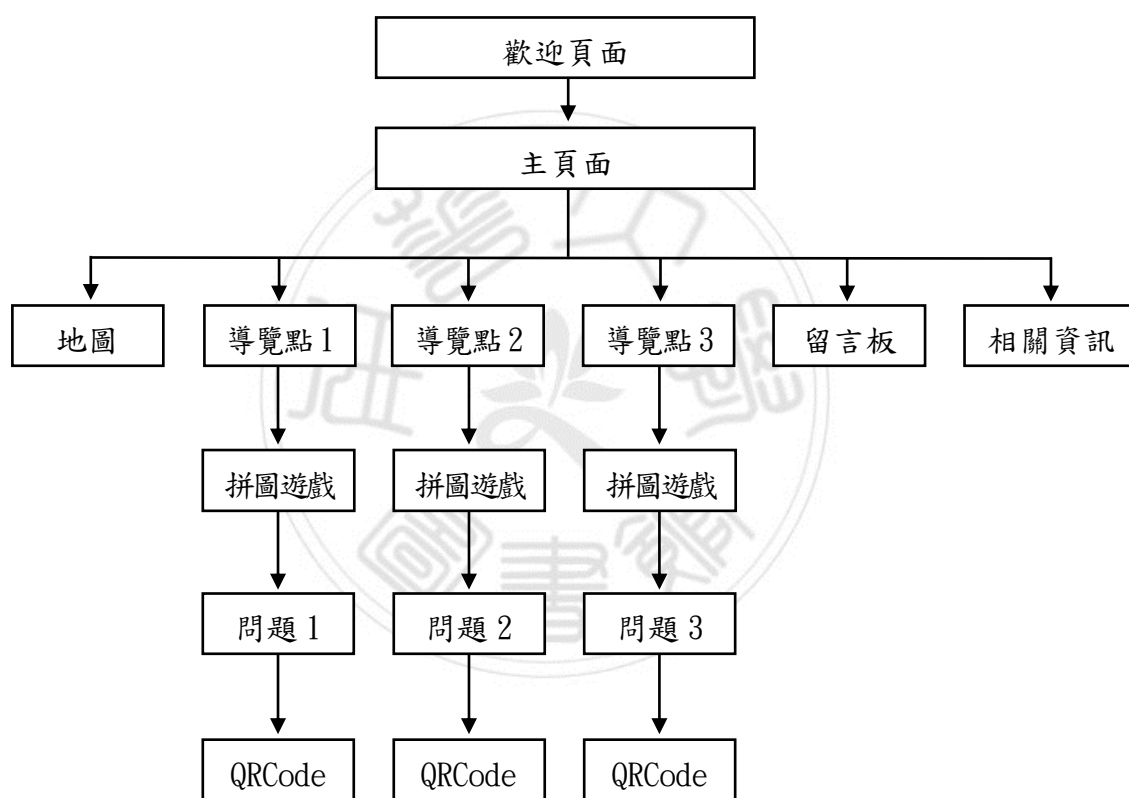 歡迎頁面
主頁面
地圖 導覽點1 導覽點2 導覽點3 留言板 相關資訊
拼圖遊戲 拼圖遊戲 拼圖遊戲
問題1 問題2 問題3
QRCode QRCode QRCode